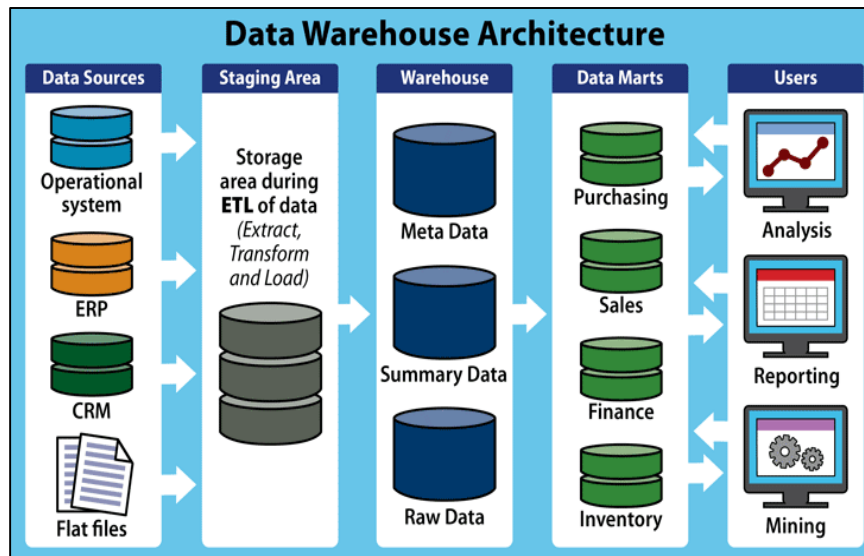 Data Warehouse Architecture
Data Sources
Operational
system
ERP
CRM
Flat files
Staging Area
Storage
area during
ETL of data
(Extract,
Transform
and Load)
Warehouse
Meta Data
Summary Data
Raw Data
Data Marts
Purchasing
Sales
Finance
Inventory
Users
Analysis
Reporting
Mining